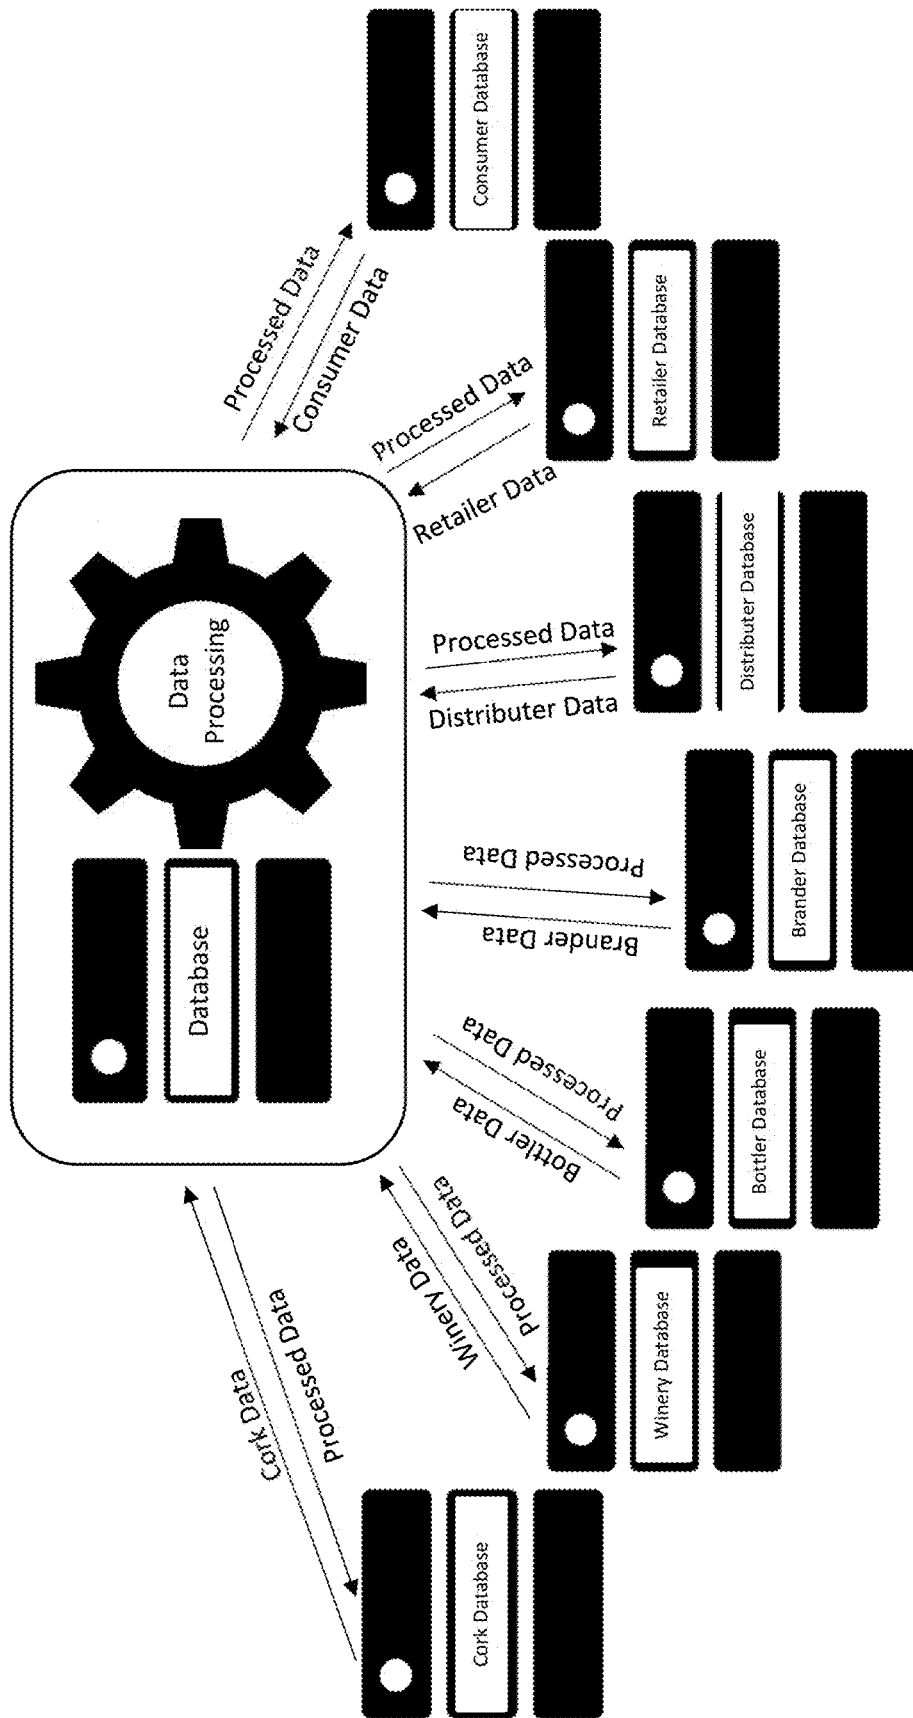 Data
Processing
Database
Cork Data
Processed Data
Cork Database
Winery Data
Processed Data
Winery Database
Bottler Data
Processed Data
Bottler Database
Brander Data
Processed Data
Brander Database
Distributer Data
Processed Data
Distributer Database
Retailer Data
Processed Data
Retailer Database
Processed Data
Consumer Data
Consumer Database